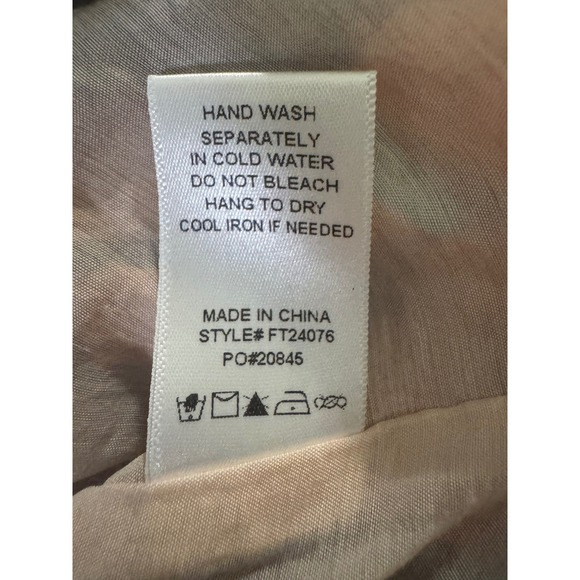 HAND WASH
SEPARATELY
IN COLD WATER
DO NOT BLEACH
HANG TO DRY
COOL IRON IF NEEDED
MADE IN CHINA
STYLE# FT24076
PO#20845